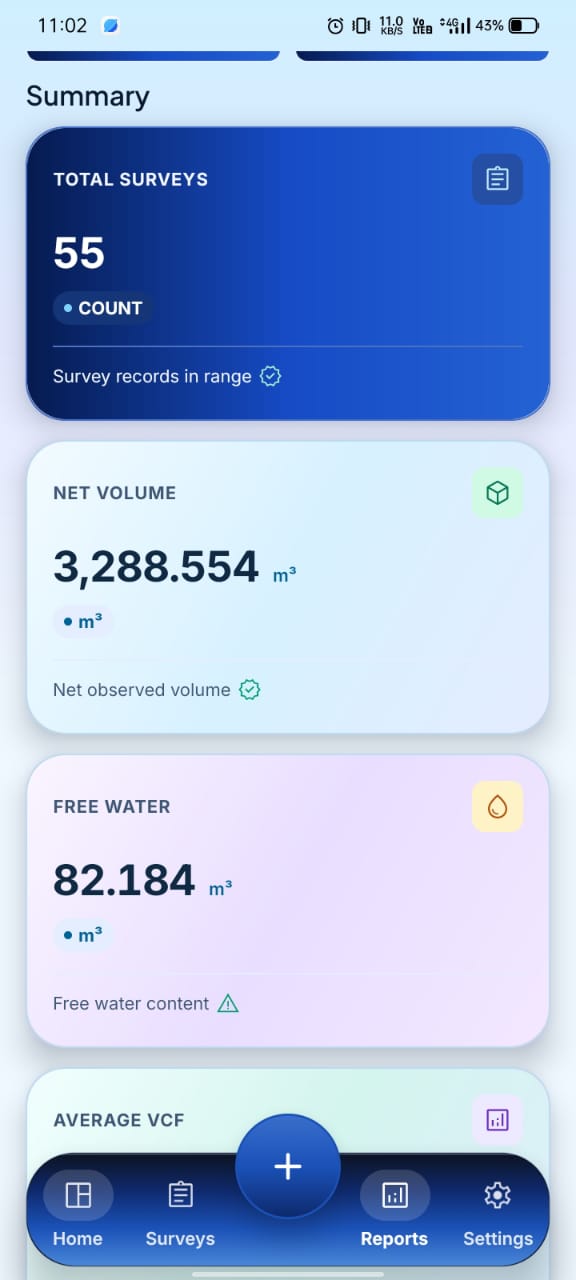 11:02
11.0 KB/S
Vo LTE2
4G
43%
Summary
TOTAL SURVEYS
55
COUNT
Survey records in range
NET VOLUME
3,288.554 m³
m³
Net observed volume
FREE WATER
82.184 m³
m³
Free water content
AVERAGE VCF
+
Home
Surveys
Reports
Settings